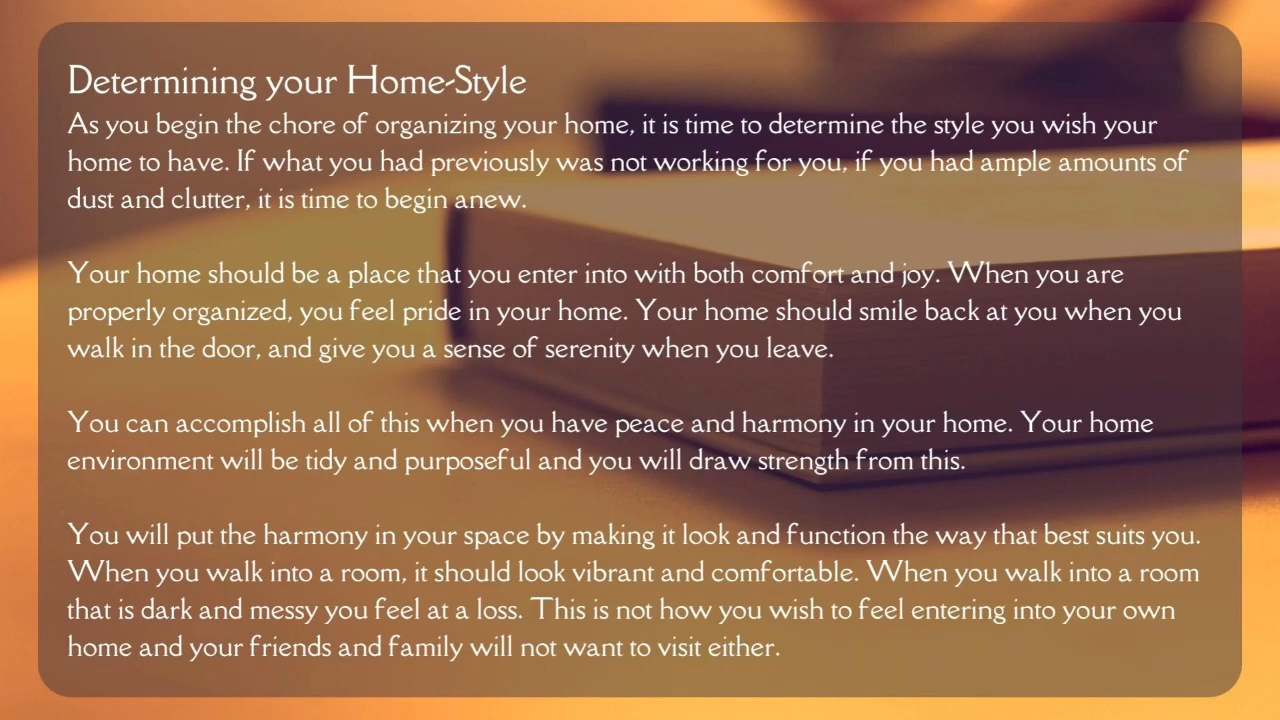 Determining your Home-Style
As you begin the chore of organizing your home, it is time to determine the style you wish your
home to have. If what you had previously was not working for you, if you had ample amounts of
dust and clutter, it is time to begin anew.
Your home should be a place that you enter into with both comfort and joy. When you are
properly organized, you feel pride in your home. Your home should smile back at you when you
walk in the door, and give you a sense of serenity when you leave.
You can accomplish all of this when you have peace and harmony in your home. Your home
environment will be tidy and purposeful and you will draw strength from this.
You will put the harmony in your space by making it look and function the way that best suits you.
When you walk into a room, it should look vibrant and comfortable. When you walk into a room
that is dark and messy you feel at a loss. This is not how you wish to feel entering into your own
home and your friends and family will not want to visit either.